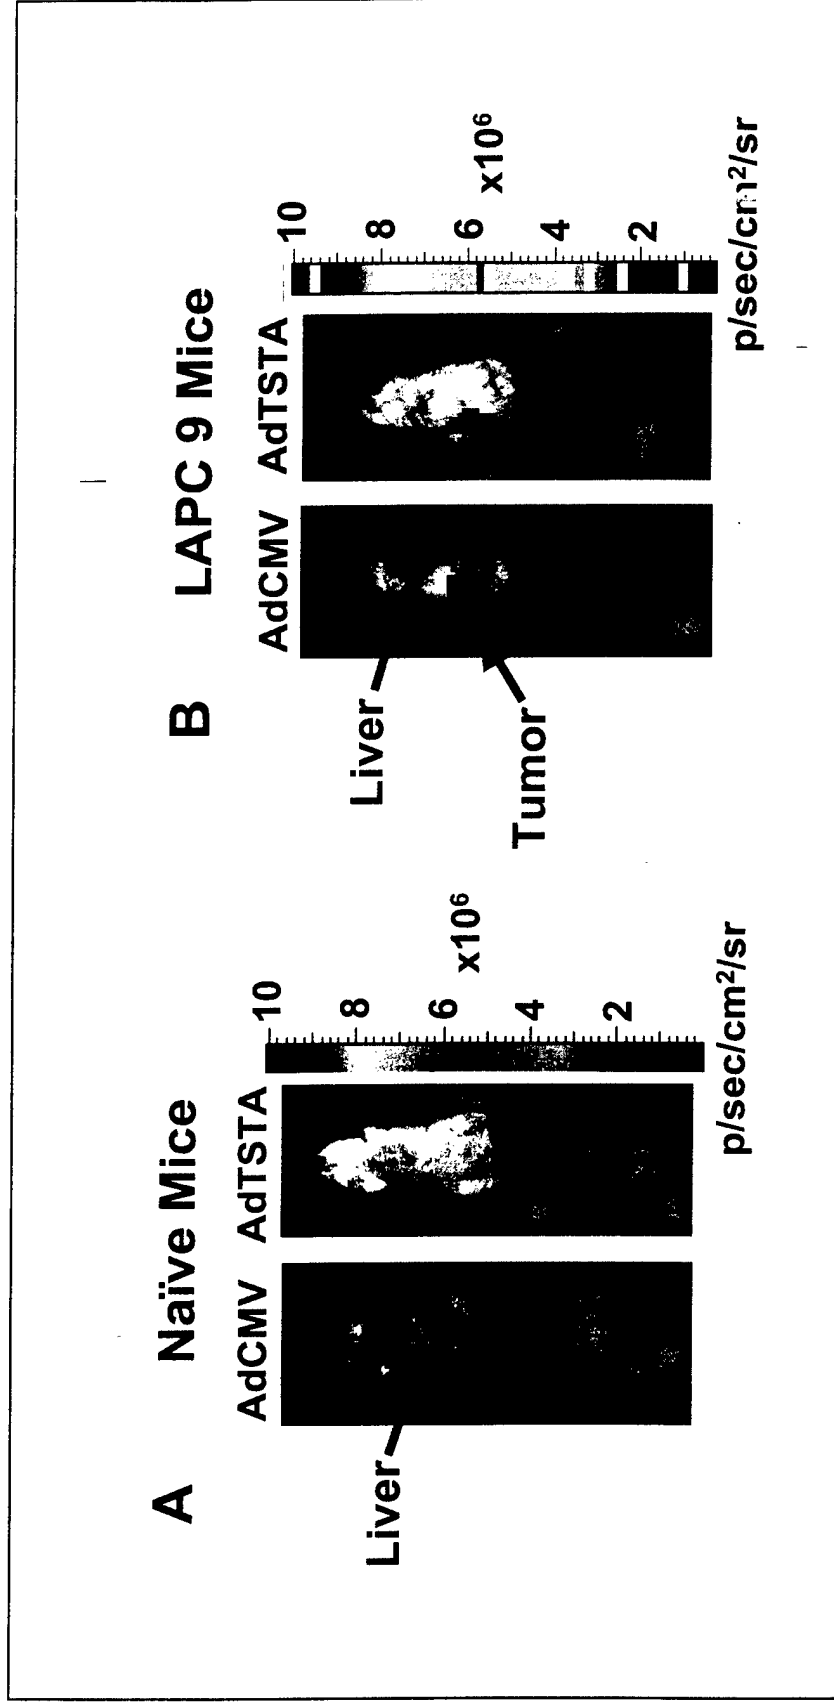 A
Naïve Mice
AdCMV
AdTSTA
Liver
10
8
6
4
2
x10⁶
p/sec/cm²/sr
B
LAPC 9 Mice
AdCMV
AdTSTA
Liver
Tumor
10
8
6
4
2
x10⁶
p/sec/cm²/sr